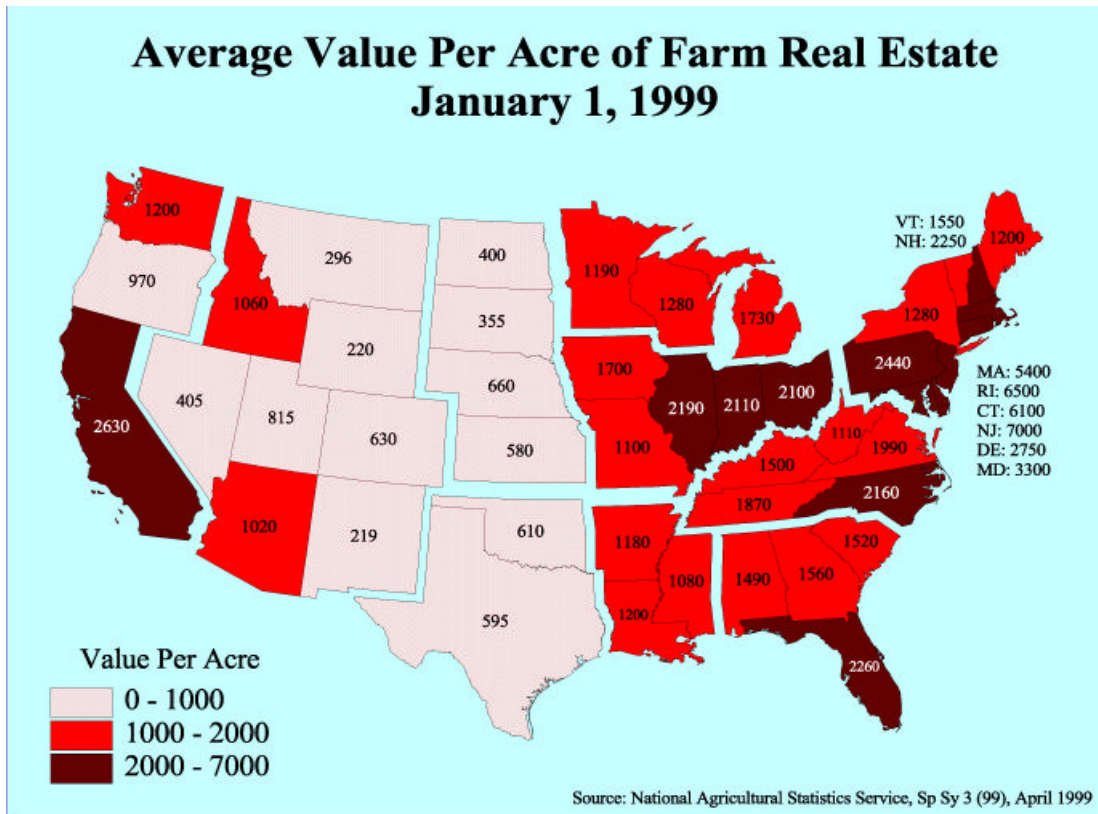 Average Value Per Acre of Farm Real Estate
January 1, 1999
VT: 1550
NH: 2250
1200
1200
400
296
1190
970
1280
1060
1280
1730
355
220
2440
MA: 5400
RI: 6500
CT: 6100
NJ: 7000
DE: 2750
MD: 3300
1700
660
2100
405
2190
2110
815
2630
630
580
1100
1110
1990
1500
2160
1870
1020
219
610
1180
1520
1080
1490
1560
1200
595
2260
Value Per Acre
0 - 1000
1000 - 2000
2000 - 7000
Source: National Agricultural Statistics Service, Sp Sy 3 (99), April 1999